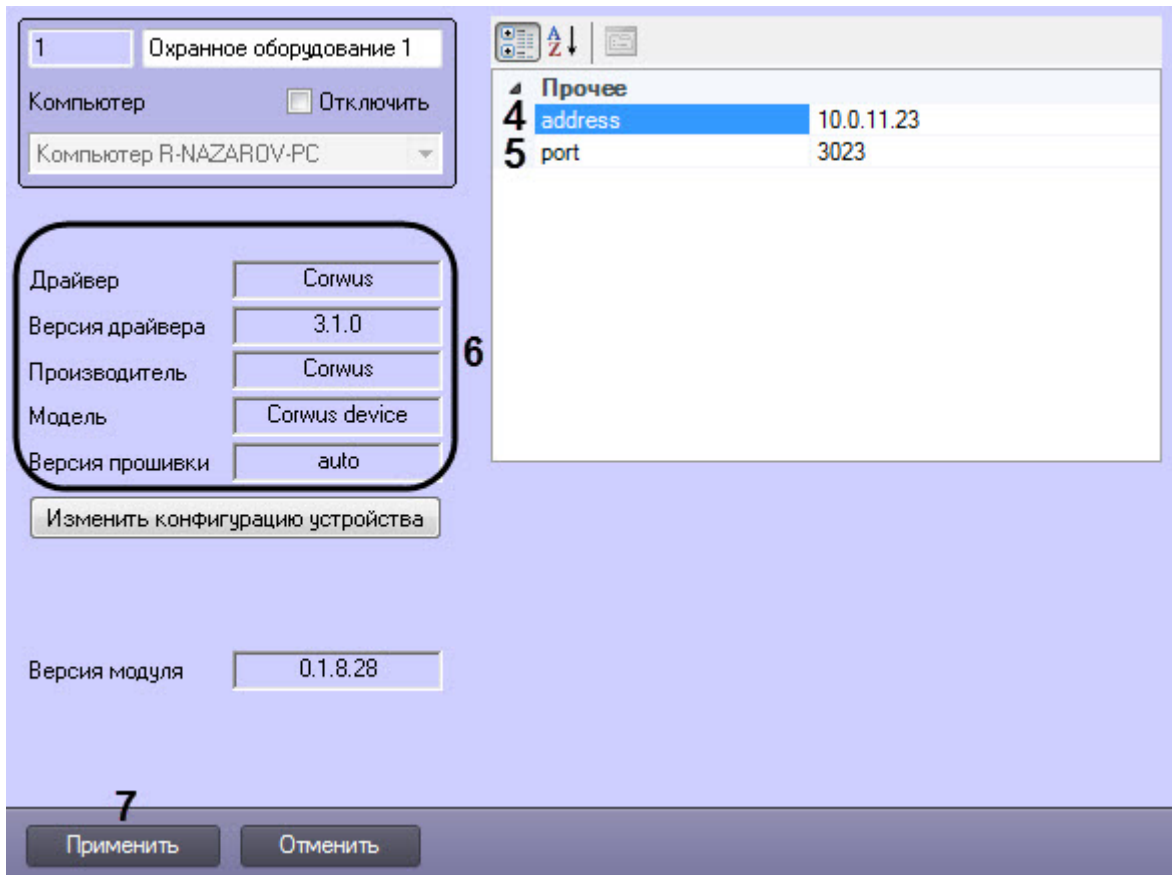 1 Охранное оборудование 1
Компьютер Отключить
Компьютер R-NAZAROV-PC
Драйвер Corwus
Версия драйвера 3.1.0
Производитель Corwus
Модель Corwus device
Версия прошивки auto
6
Изменить конфигурацию устройства
Версия модуля 0.1.8.28
A
Z
Прочее
4 address 10.0.11.23
5 port 3023
7
Применить Отменить